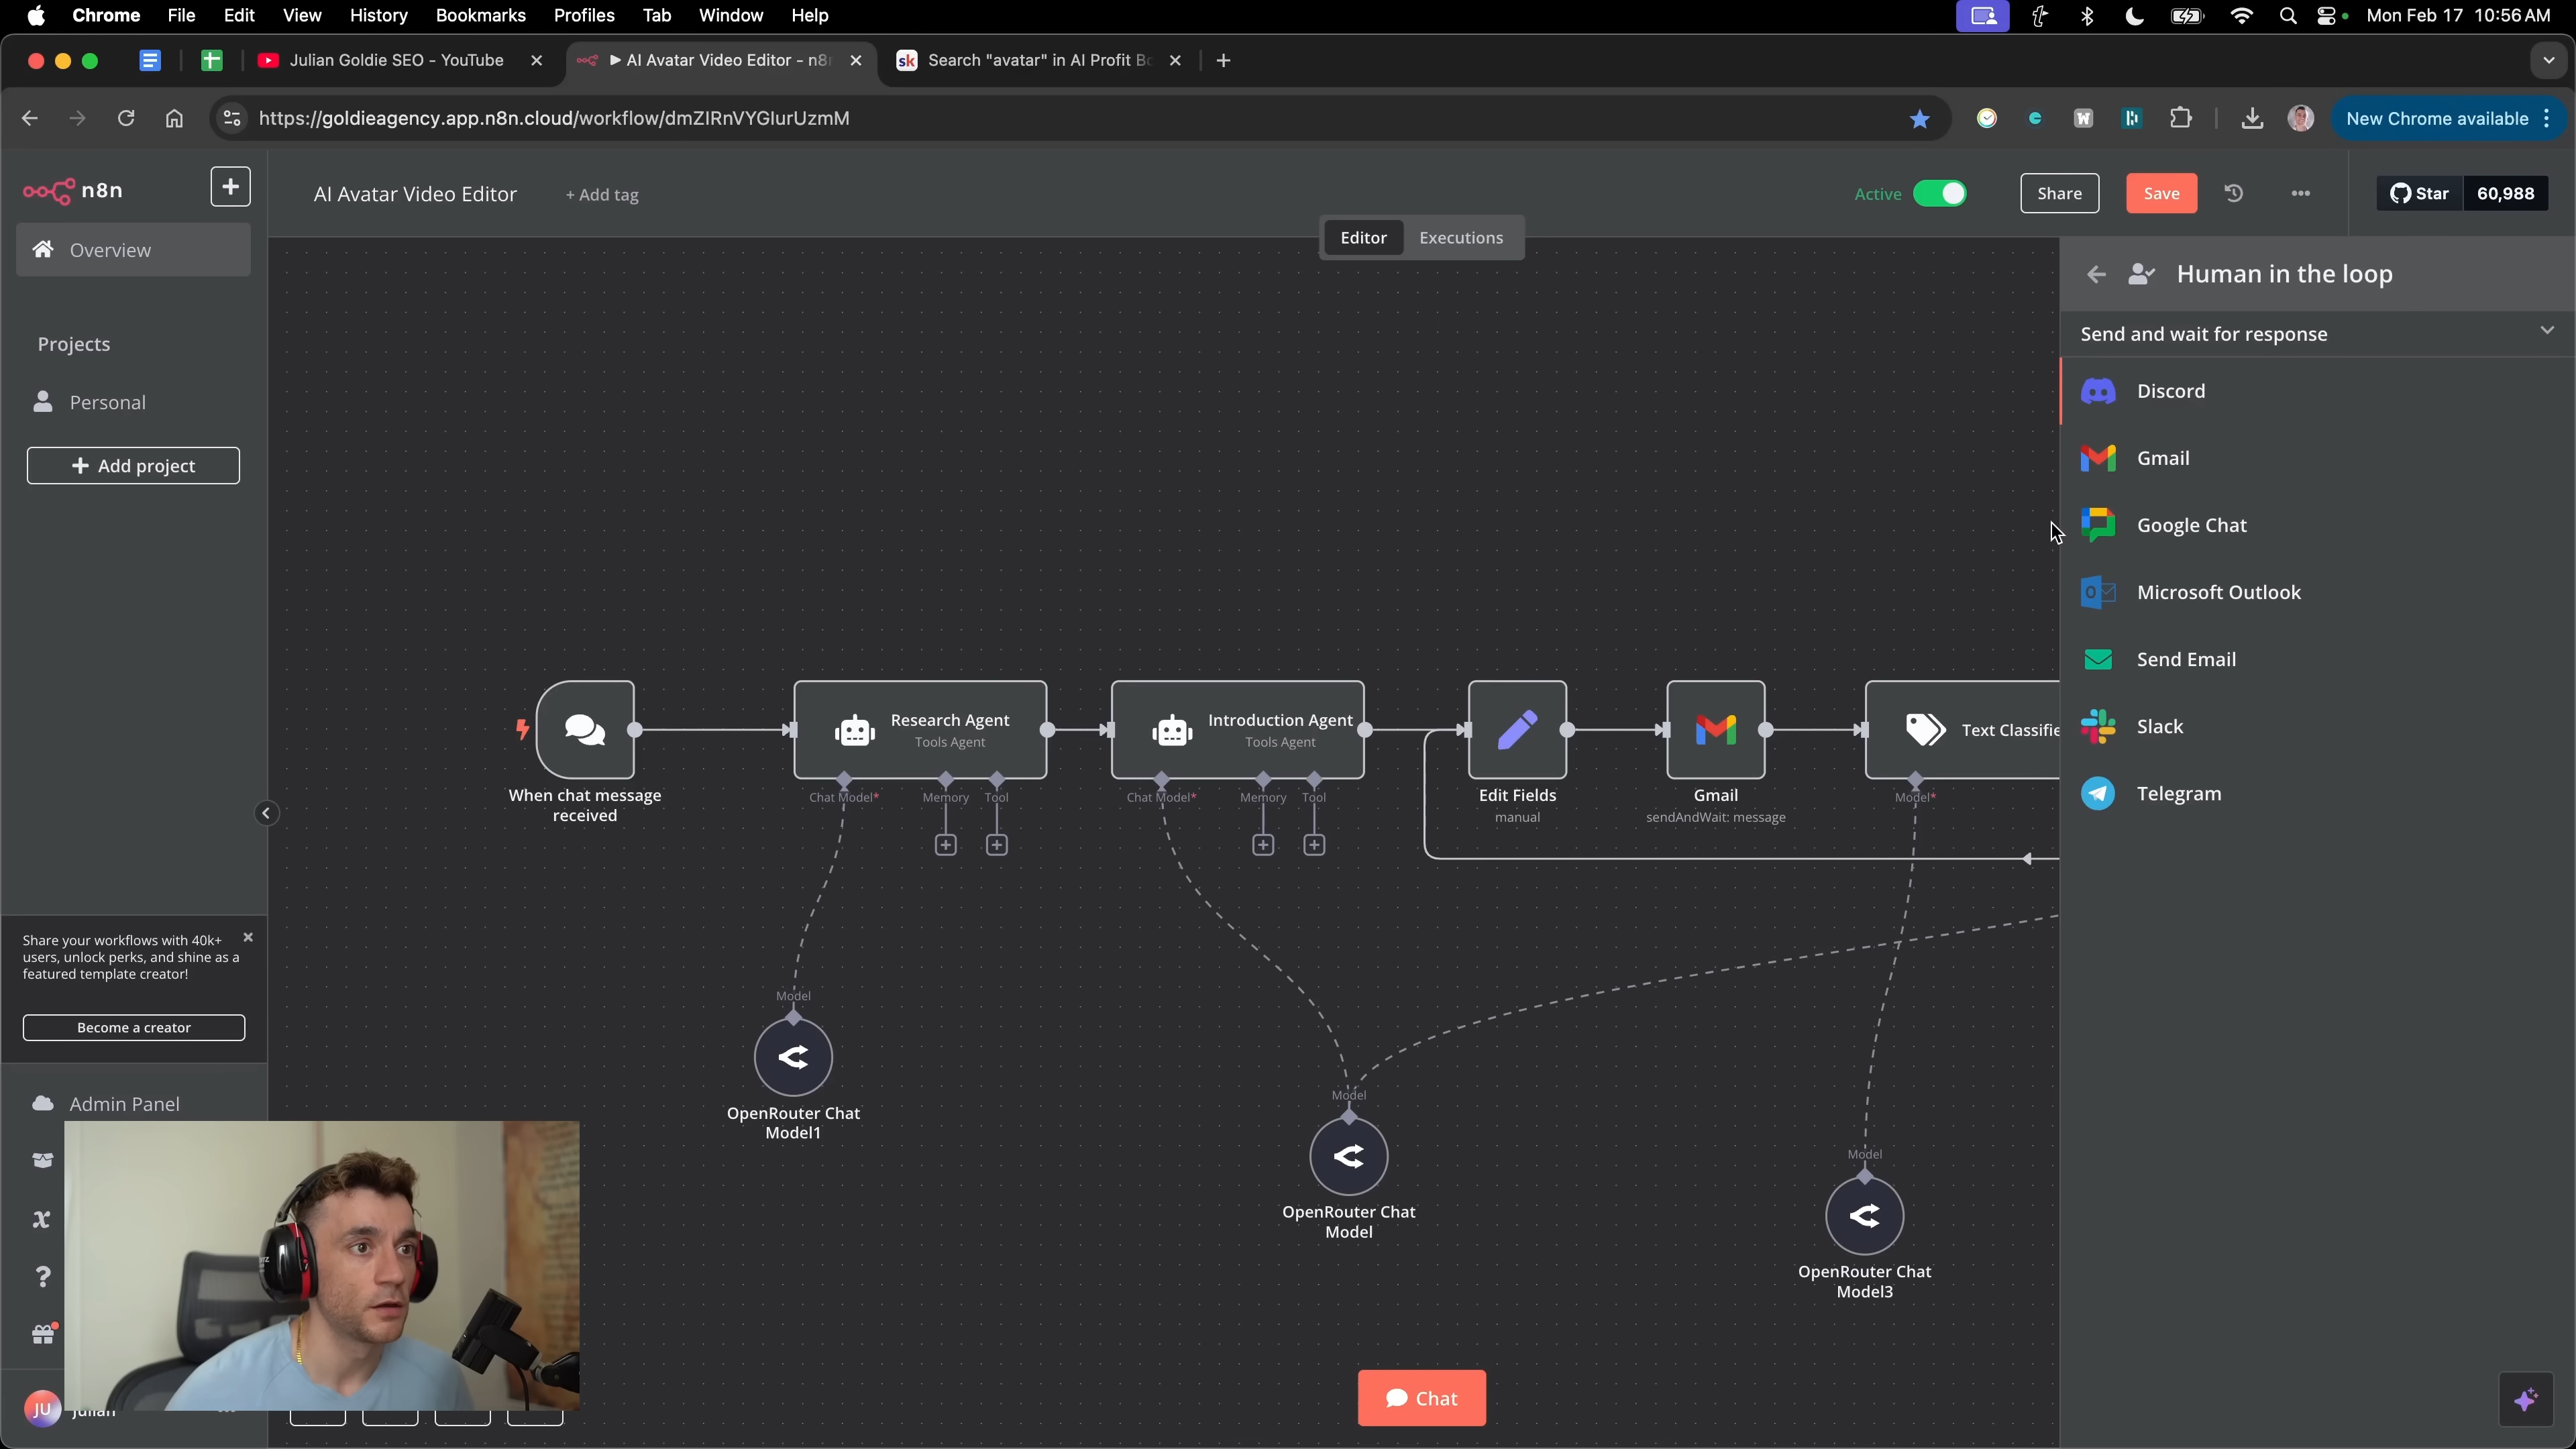 Chrome File Edit View History Bookmarks Profiles Tab Window Help
Mon Feb 17 10:56 AM
Julian Goldie SEO - YouTube
AI Avatar Video Editor - n8n
Search "avatar" in AI Profit Bo
https://goldieagency.app.n8n.cloud/workflow/dmZIRnVYGIurUzmM
New Chrome available
n8n
AI Avatar Video Editor
+ Add tag
Active
Share
Save
Star
60,988
Editor
Executions
Overview
Projects
Personal
Add project
Human in the loop
Send and wait for response
Discord
Gmail
Google Chat
Microsoft Outlook
Send Email
Slack
Telegram
Research Agent
Tools Agent
Introduction Agent
Tools Agent
Text Classifie
When chat message
received
Chat Model*
Memory
Tool
Chat Model*
Memory
Tool
Edit Fields
manual
Gmail
sendAndWait: message
Model*
Share your workflows with 40k+
users, unlock perks, and shine as a
featured template creator!
Become a creator
Model
OpenRouter Chat
Model1
Model
OpenRouter Chat
Model
Model
OpenRouter Chat
Model3
Admin Panel
JU
Julian
Chat